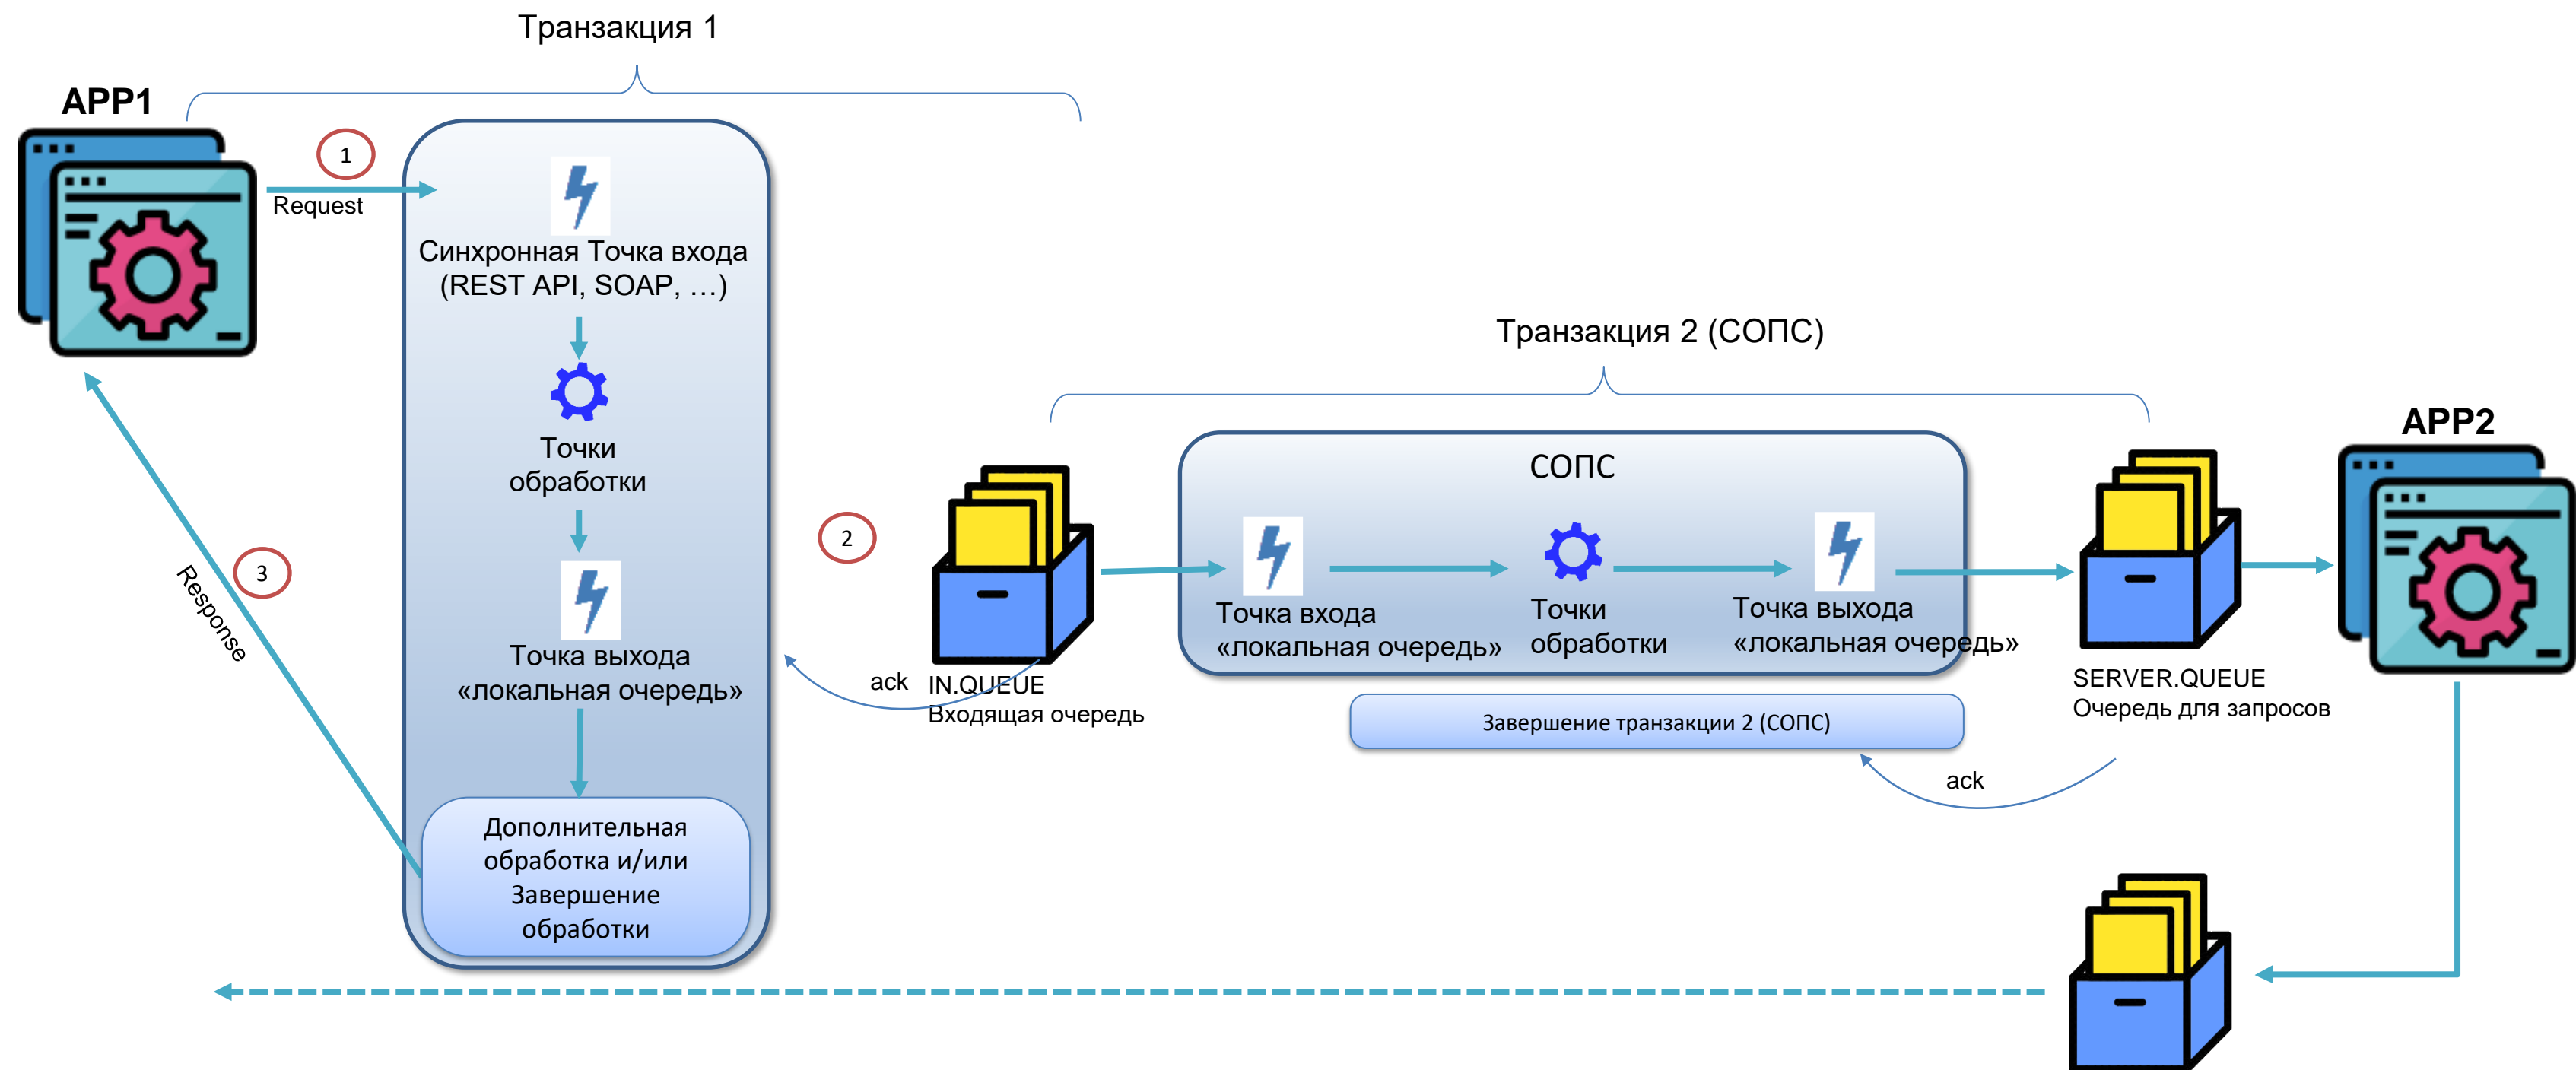 Транзакция 1
APP1
1
Request
Синхронная Точка входа
(REST API, SOAP, …)
Точки
обработки
Точка выхода
«локальная очередь»
Дополнительная
обработка и/или
Завершение
обработки
3
Response
2
ack
IN.QUEUE
Входящая очередь
Транзакция 2 (СОПС)
СОПС
Точка входа
«локальная очередь»
Точки
обработки
Точка выхода
«локальная очередь»
Завершение транзакции 2 (СОПС)
ack
SERVER.QUEUE
Очередь для запросов
APP2